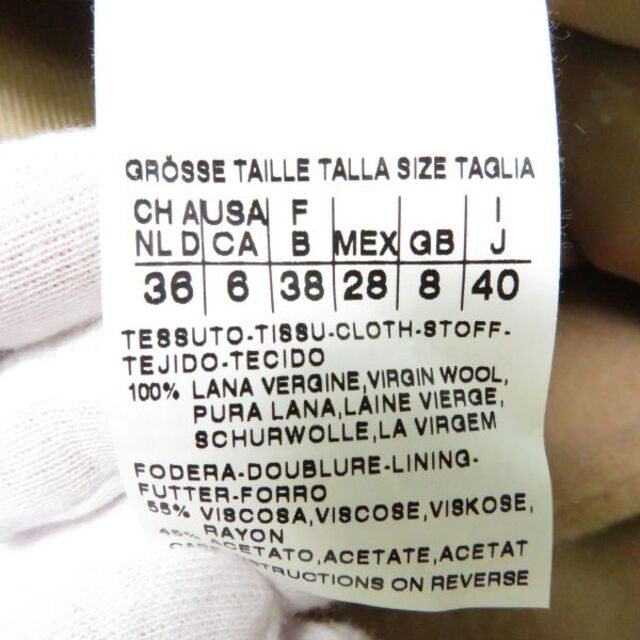 GRÖSSE TAILLE TALLA SIZE TAGLIA
CH A USA F I
NL D CA B MEX GB J
36 6 38 28 8 40
TESSUTO-TISSU-CLOTH-STOFF-
TEJIDO-TECIDO
100% LANA VERGINE,VIRGIN WOOL,
PURA LANA,LAINE VIERGE,
SCHURWOLLE,LA VIRGEM
FODERA-DOUBLURE-LINING-
FUTTER-FORRO
55% VISCOSA,VISCOSE,VISKOSE,
RAYON
45% ACETATO,ACETATE,ACETAT
CARE INSTRUCTIONS ON REVERSE